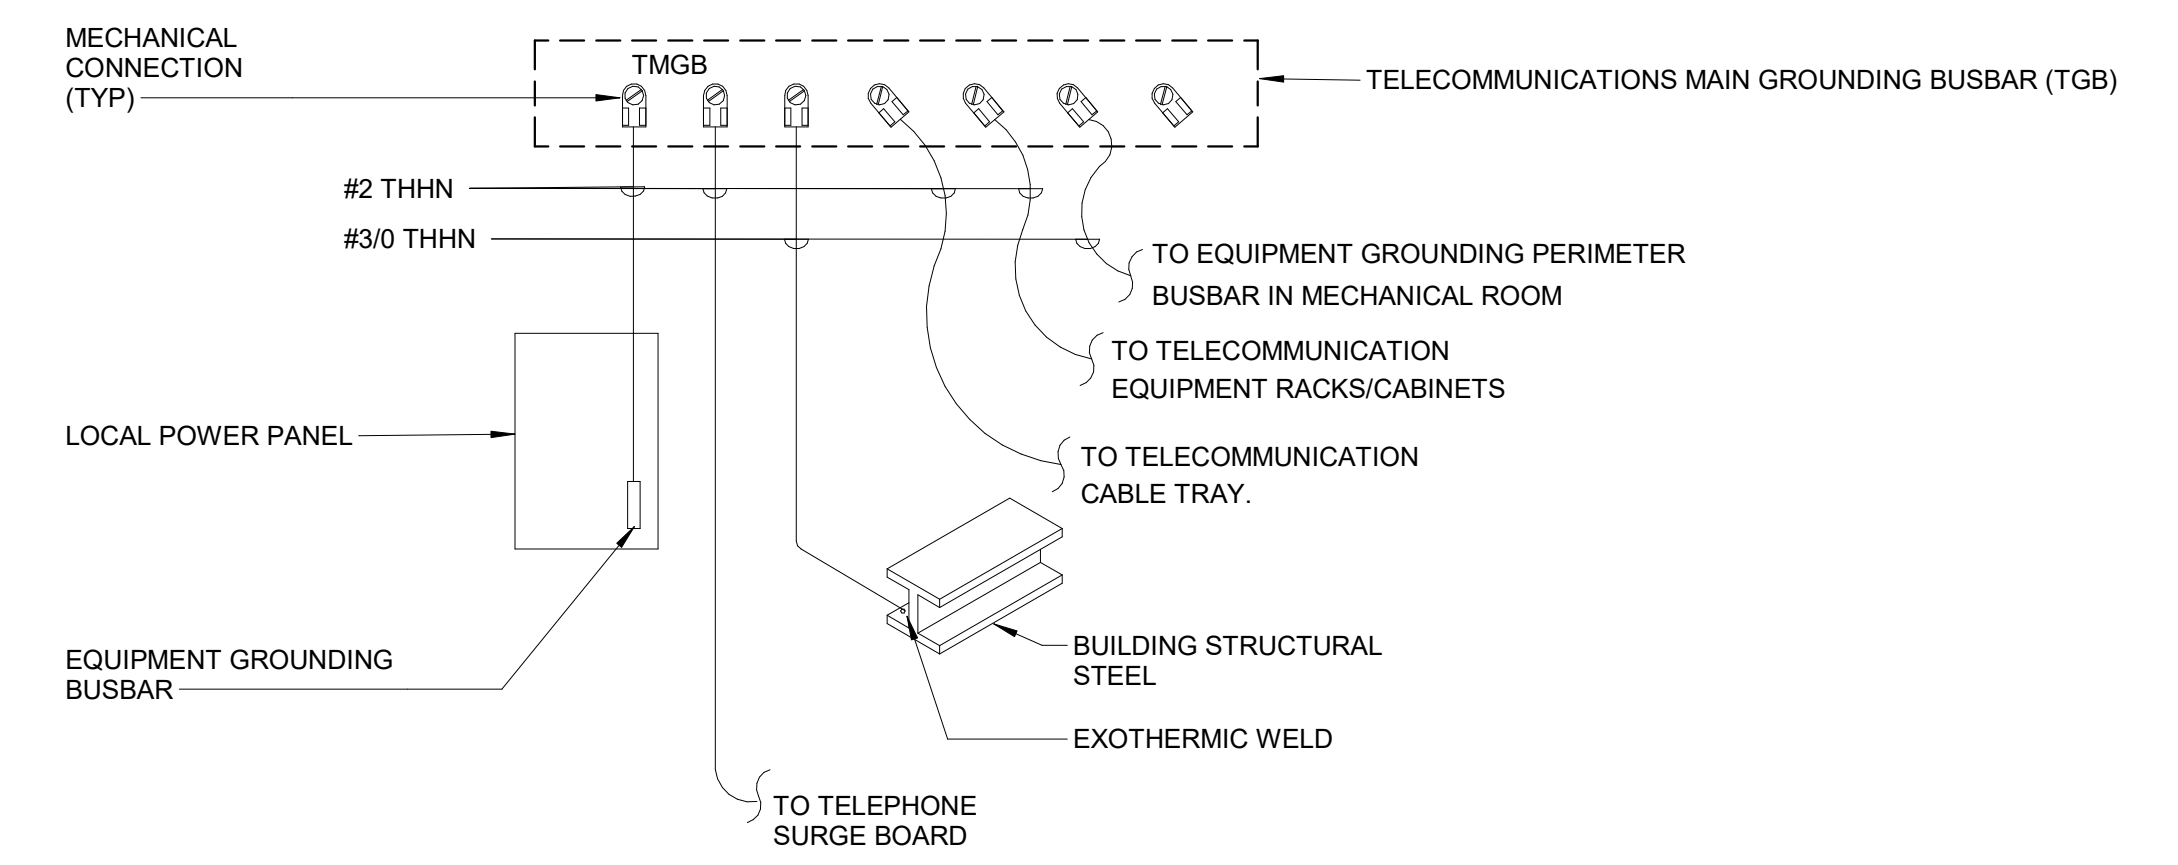 MECHANICAL
CONNECTION
(TYP)
TMGB
TELECOMMUNICATIONS MAIN GROUNDING BUSBAR (TGB)
#2 THHN
#3/0 THHN
TO EQUIPMENT GROUNDING PERIMETER
BUSBAR IN MECHANICAL ROOM
TO TELECOMMUNICATION
EQUIPMENT RACKS/CABINETS
LOCAL POWER PANEL
TO TELECOMMUNICATION
CABLE TRAY.
EQUIPMENT GROUNDING
BUSBAR
BUILDING STRUCTURAL
STEEL
EXOTHERMIC WELD
TO TELEPHONE
SURGE BOARD